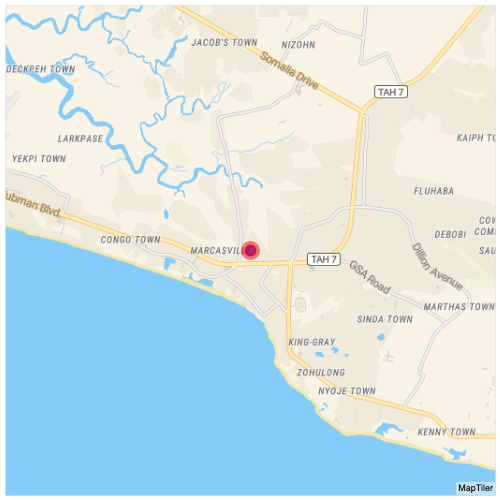 JACOB'S TOWN
NIZOHN
Somalia Drive
DECKPEH TOWN
TAH 7
LARKPASE
KAIPH TO
YEKPI TOWN
FLUHABA
ubman Blvd.
COW
COM
DEBOBI
CONGO TOWN
MARCASVILL
SAU
TAH 7
Dillion Avenue
GSA Road
MARTHAS TOWN
SINDA TOWN
KING-GRAY
ZOHULONG
NYOJE TOWN
KENNY TOWN
MapTiler